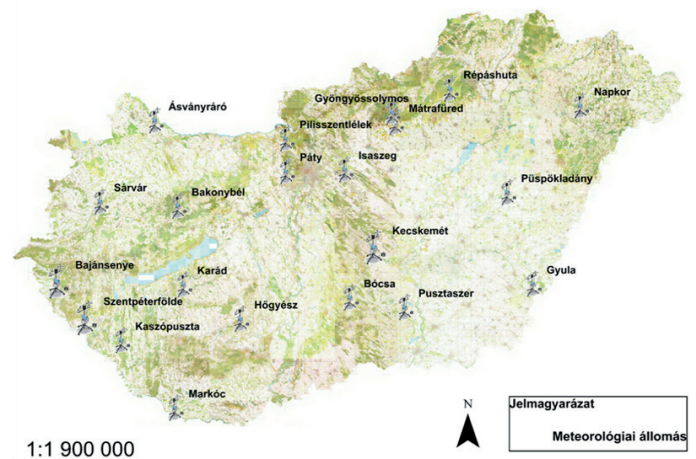 Répáshuta
Napkor
Gyöngyössolymos
Mátrafüred
Ásványráró
Pilisszentlélek
Páty
Isaszeg
Püspökladány
Sárvár
Bakonybél
Kecskemét
Bajánsenye
Karád
Gyula
Szentpéterfölde
Hőgyész
Bócsa
Pusztaszer
Kaszópuszta
Markóc
N
Jelmagyarázat
Meteorológiai állomás
1:1 900 000